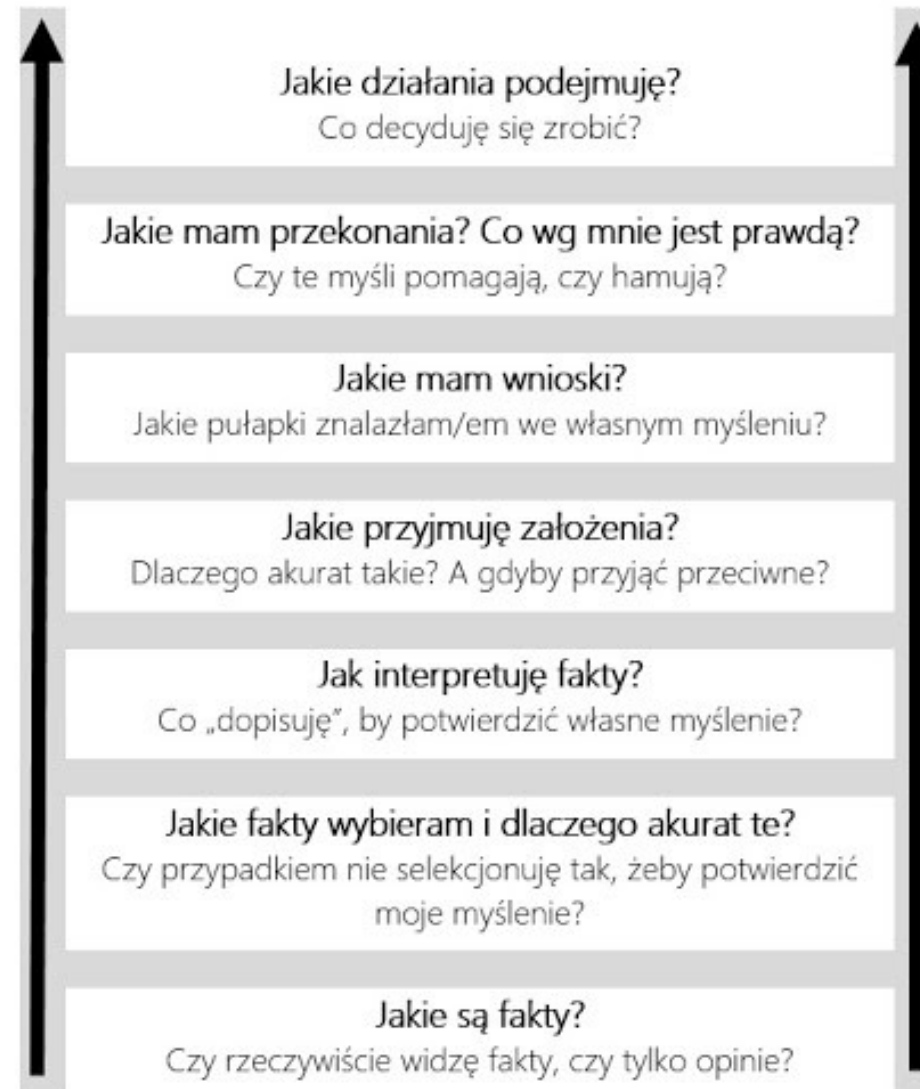 Jakie działania podejmuję?
Co decyduję się zrobić?
Jakie mam przekonania? Co wg mnie jest prawdą?
Czy te myśli pomagają, czy hamują?
Jakie mam wnioski?
Jakie pułapki znalazłam/em we własnym myśleniu?
Jakie przyjmuję założenia?
Dlaczego akurat takie? A gdyby przyjąć przeciwne?
Jak interpretuję fakty?
Co „dopisuję”, by potwierdzić własne myślenie?
Jakie fakty wybieram i dlaczego akurat te?
Czy przypadkiem nie selekcjonuję tak, żeby potwierdzić
moje myślenie?
Jakie są fakty?
Czy rzeczywiście widzę fakty, czy tylko opinie?